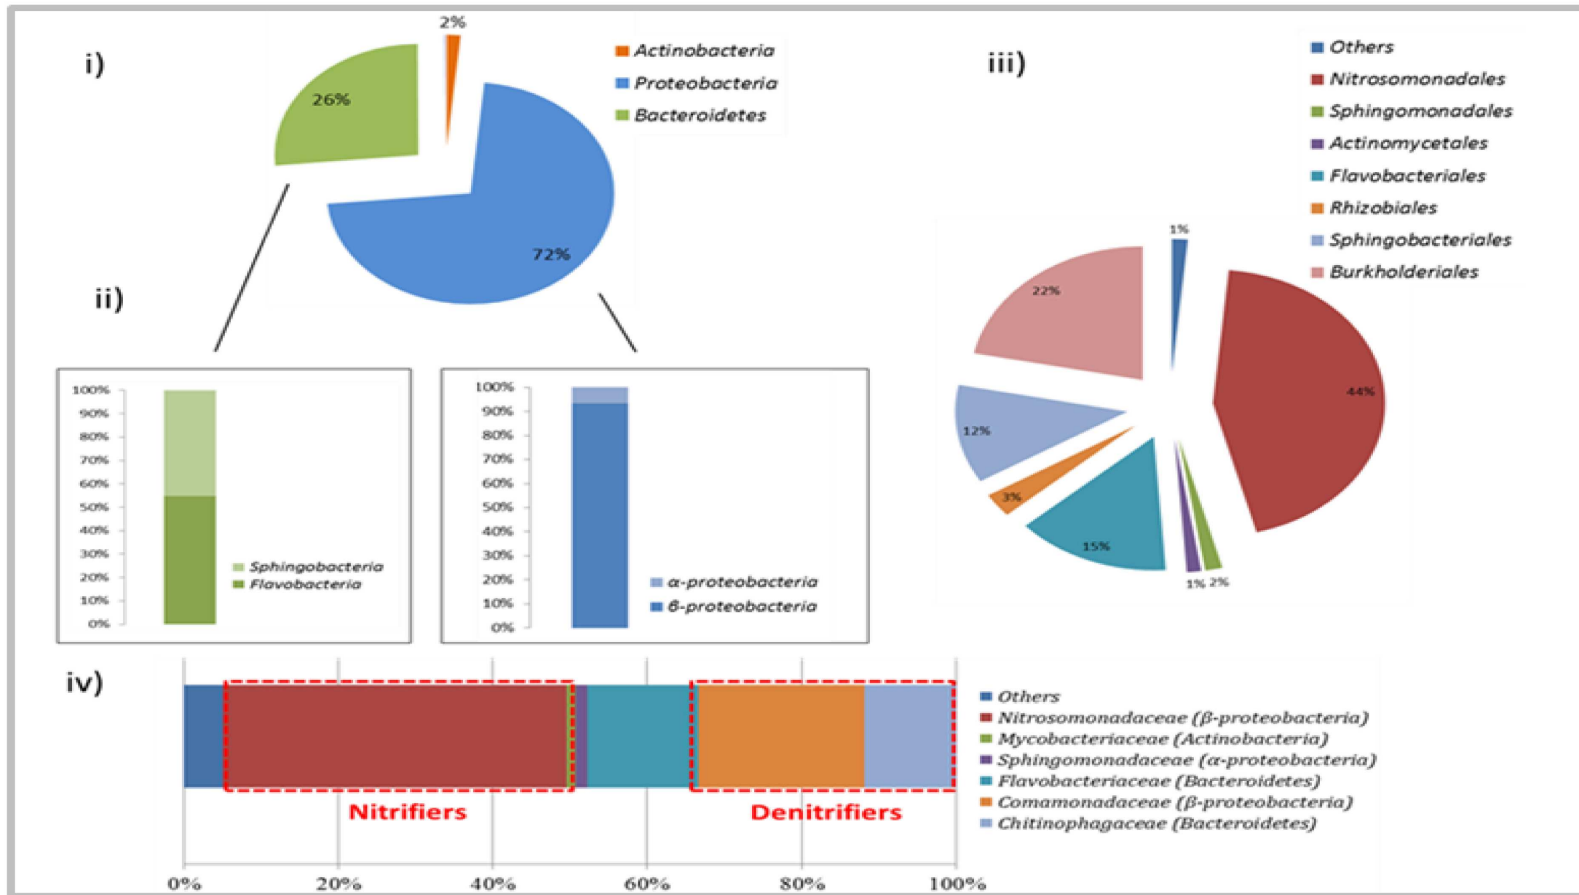 i)
2%
26%
72%
Actinobacteria
Proteobacteria
Bacteroidetes
ii)
100%
90%
80%
70%
60%
50%
40%
30%
20%
10%
0%
Sphingobacteria
Flavobacteria
100%
90%
80%
70%
60%
50%
40%
30%
20%
10%
0%
α-proteobacteria
β-proteobacteria
iii)
Others
Nitrosomonadales
Sphingomonadales
Actinomycetales
Flavobacteriales
Rhizobiales
Sphingobacteriales
Burkholderiales
1%
22%
44%
12%
3%
15%
1%
2%
iv)
Nitrifiers
Denitrifiers
0%
20%
40%
60%
80%
100%
Others
Nitrosomonadaceae (β-proteobacteria)
Mycobacteriaceae (Actinobacteria)
Sphingomonadaceae (α-proteobacteria)
Flavobacteriaceae (Bacteroidetes)
Comamonadaceae (β-proteobacteria)
Chitinophagaceae (Bacteroidetes)